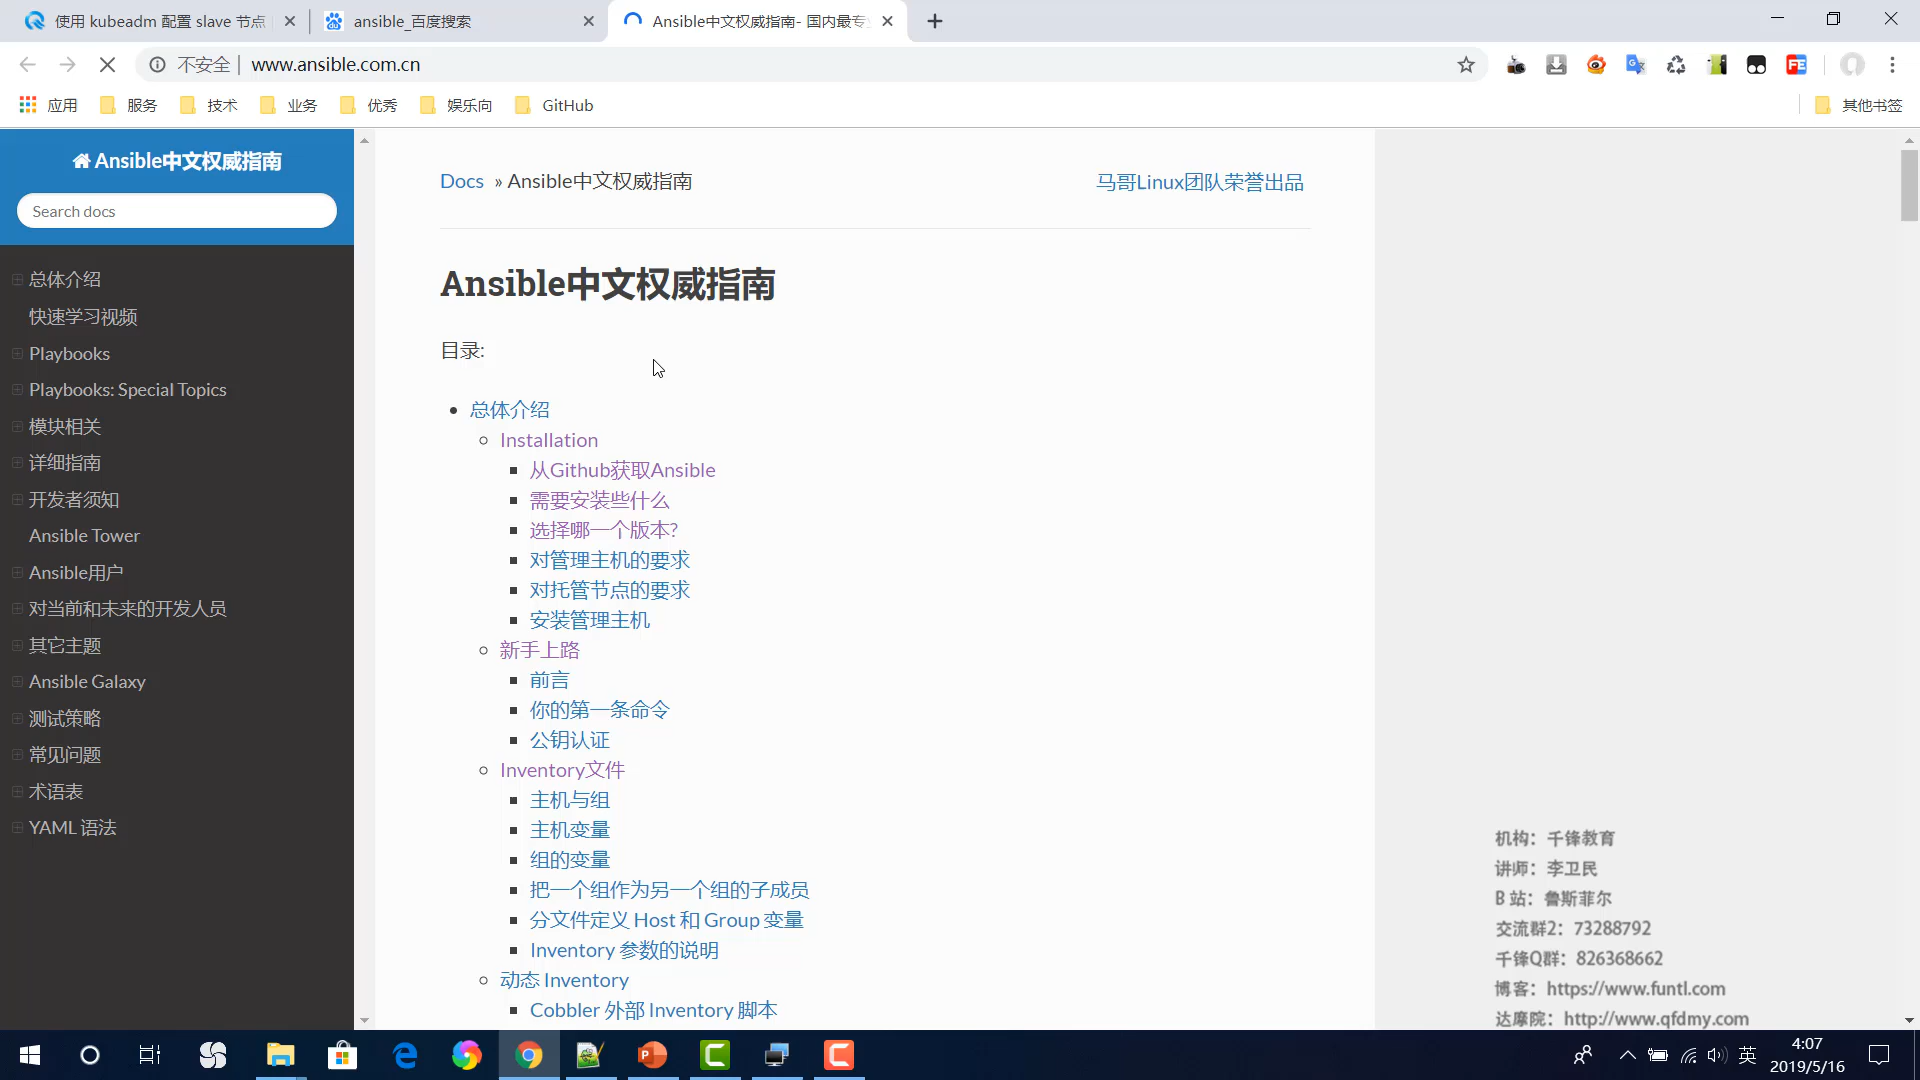 使用 kubeadm 配置 slave 节点
ansible_百度搜索
Ansible中文权威指南- 国内最专
不安全
www.ansible.com.cn
应用
服务
技术
业务
优秀
娱乐向
GitHub
其他书签
Ansible中文权威指南
Search docs
总体介绍
快速学习视频
Playbooks
Playbooks: Special Topics
模块相关
详细指南
开发者须知
Ansible Tower
Ansible用户
对当前和未来的开发人员
其它主题
Ansible Galaxy
测试策略
常见问题
术语表
YAML 语法
Docs » Ansible中文权威指南
马哥Linux团队荣誉出品
Ansible中文权威指南
目录:
总体介绍
Installation
从Github获取Ansible
需要安装些什么
选择哪一个版本?
对管理主机的要求
对托管节点的要求
安装管理主机
新手上路
前言
你的第一条命令
公钥认证
Inventory文件
主机与组
主机变量
组的变量
把一个组作为另一个组的子成员
分文件定义 Host 和 Group 变量
Inventory 参数的说明
动态 Inventory
Cobbler 外部 Inventory 脚本
机构：千锋教育
讲师：李卫民
B 站：鲁斯菲尔
交流群2：73288792
千锋Q群：826368662
博客：https://www.funtl.com
达摩院：http://www.qfdmy.com
英
4:07
2019/5/16